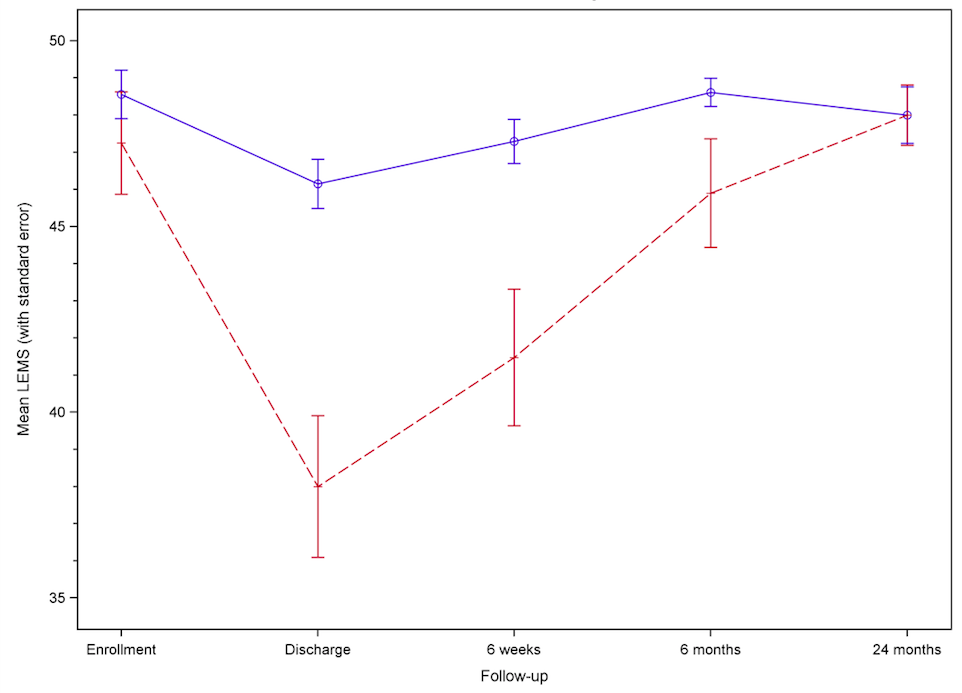 50
45
40
35
Mean LEMS (with standard error)
Enrollment Discharge 6 weeks 6 months 24 months
Follow-up